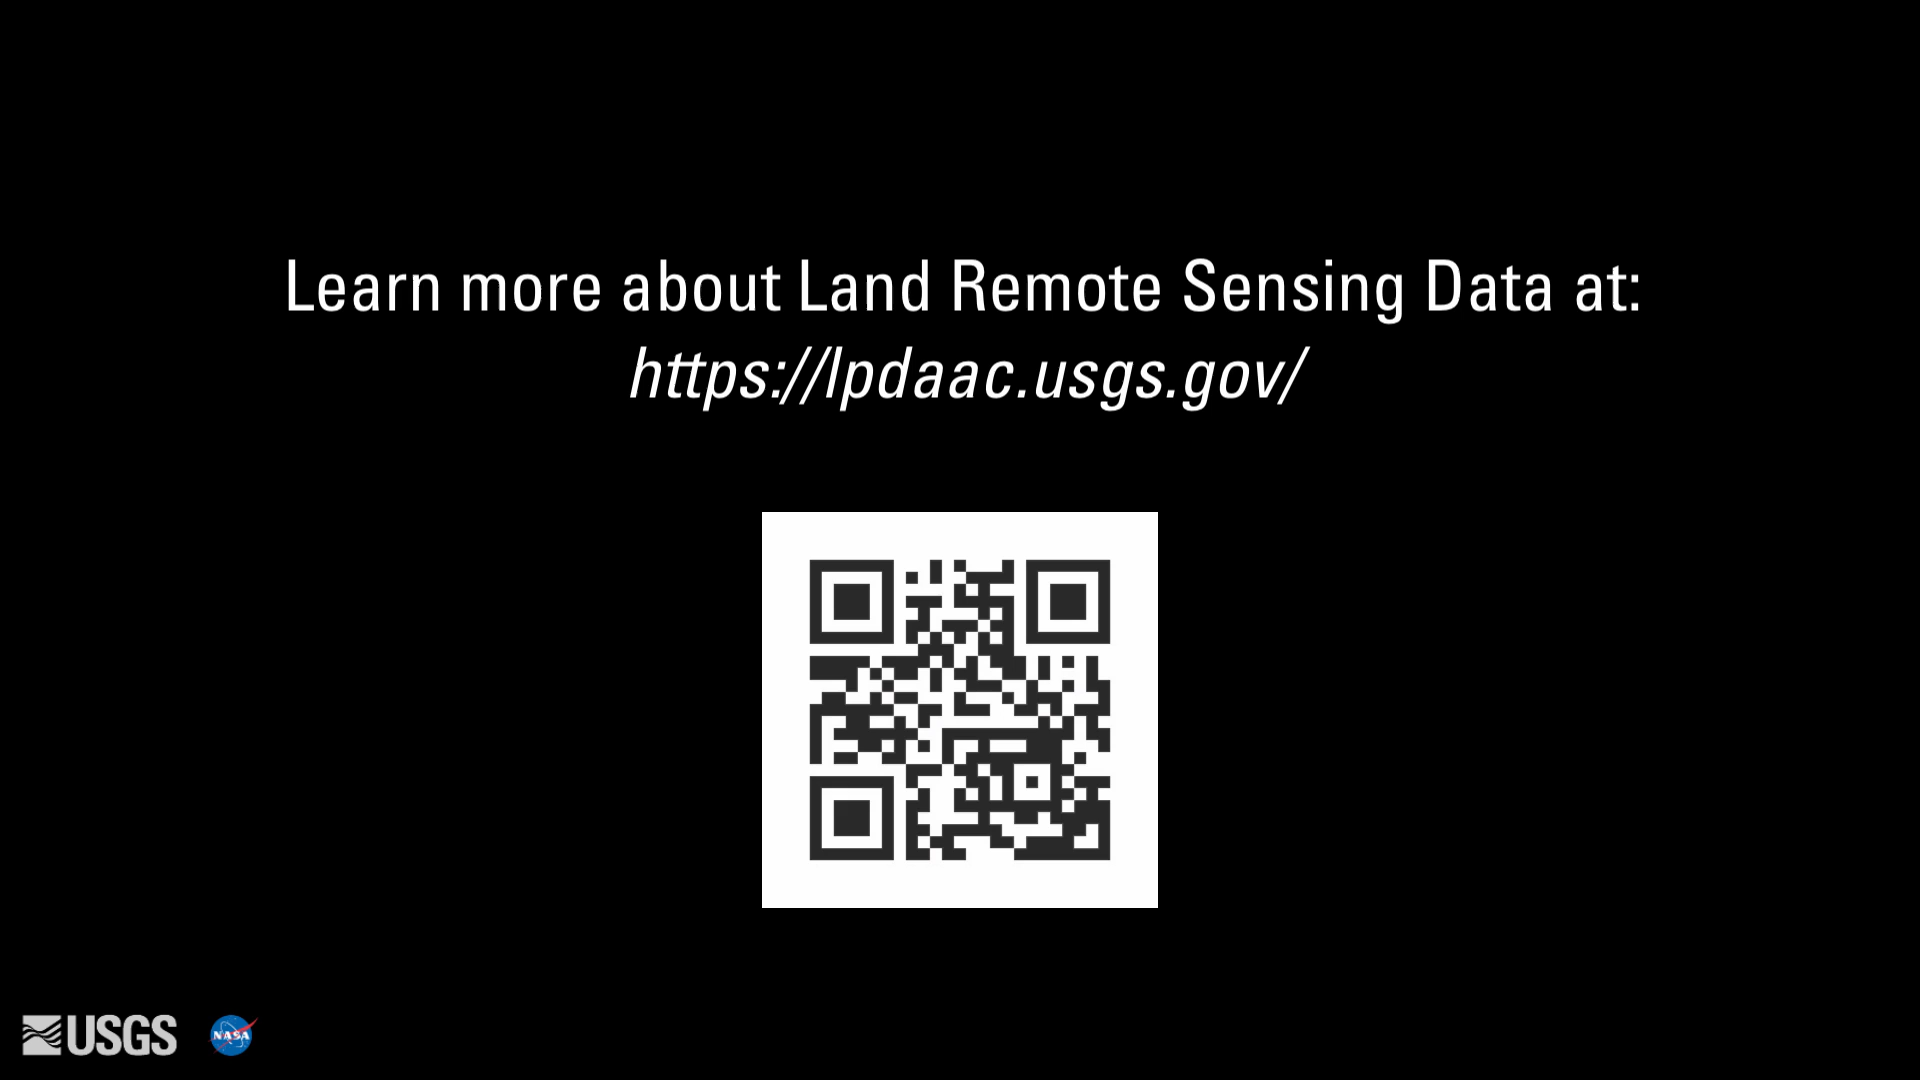 Learn more about Land Remote Sensing Data at:
https://lpdaac.usgs.gov/
USGS
NASA